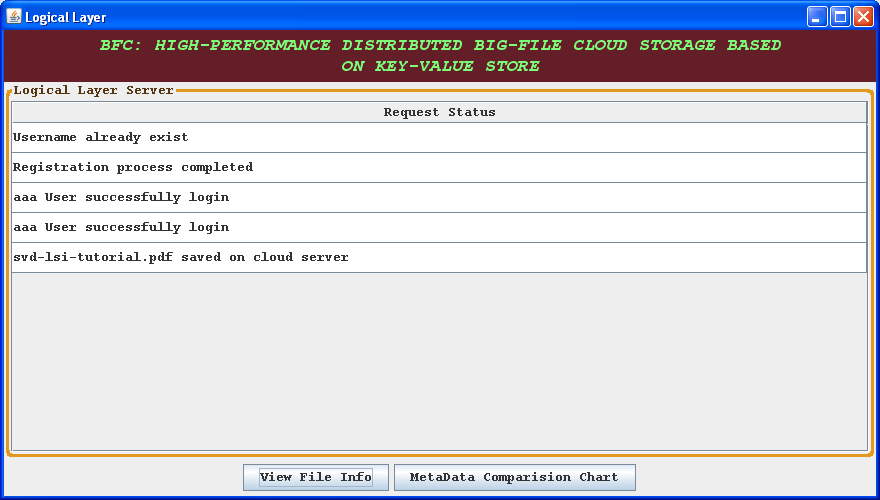 Logical Layer
BFC: HIGH-PERFORMANCE DISTRIBUTED BIG-FILE CLOUD STORAGE BASED
ON KEY-VALUE STORE
Logical Layer Server
Request Status
Username already exist
Registration process completed
aaa User successfully login
aaa User successfully login
svd-lsi-tutorial.pdf saved on cloud server
View File Info
MetaData Comparision Chart